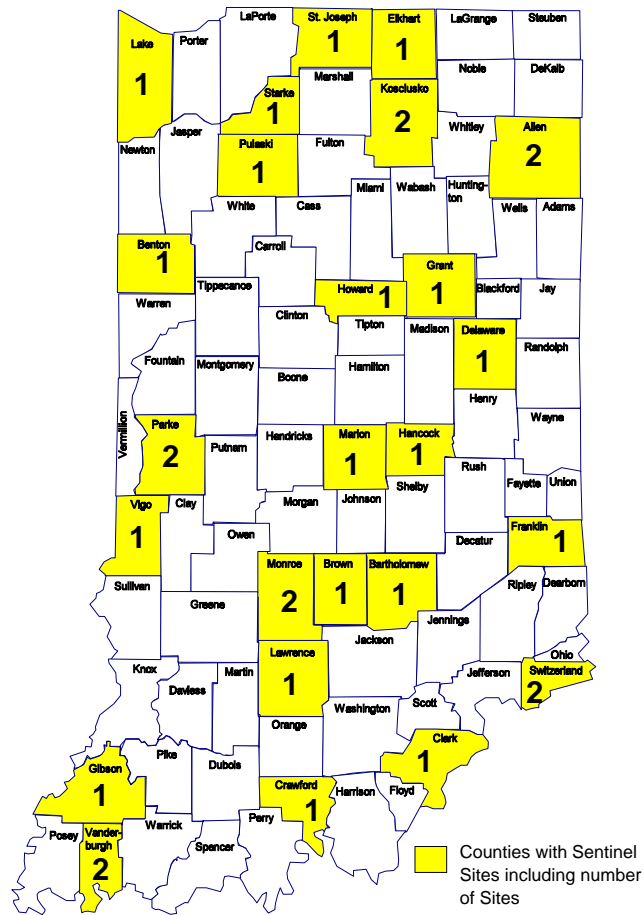 LaPorte
St. Joseph
Elkhart
LaGrange
Steuben
Lake
Porter
1
1
1
Marshall
Noble
DeKalb
Starke
1
Kosciusko
2
Jasper
Newton
Pulaski
1
Fulton
Whitley
Allen
2
Miami
Wabash
Hunting-
ton
White
Cass
Wells
Adams
Benton
1
Carroll
Tippecanoe
Howard 1
Grant
1
Blackford
Jay
Warren
Clinton
Tipton
Madison
Delaware
1
Randolph
Fountain
Montgomery
Boone
Hamilton
Henry
Vermillion
Parke
2
Putnam
Hendricks
Marion
1
Hancock
1
Wayne
Rush
Fayette
Union
Vigo
1
Clay
Morgan
Johnson
Shelby
Owen
Decatur
Franklin
1
Monroe
2
Brown
1
Bartholomew
1
Sullivan
Greene
Jennings
Ripley
Dearborn
Jackson
Lawrence
1
Ohio
Switzerland
2
Knox
Daviess
Martin
Jefferson
Scott
Washington
Orange
Clark
1
Pike
Dubois
Gibson
1
Crawford
1
Harrison
Floyd
Posey
Vander-
burgh
2
Warrick
Spencer
Perry
Counties with Sentinel
Sites including number
of Sites